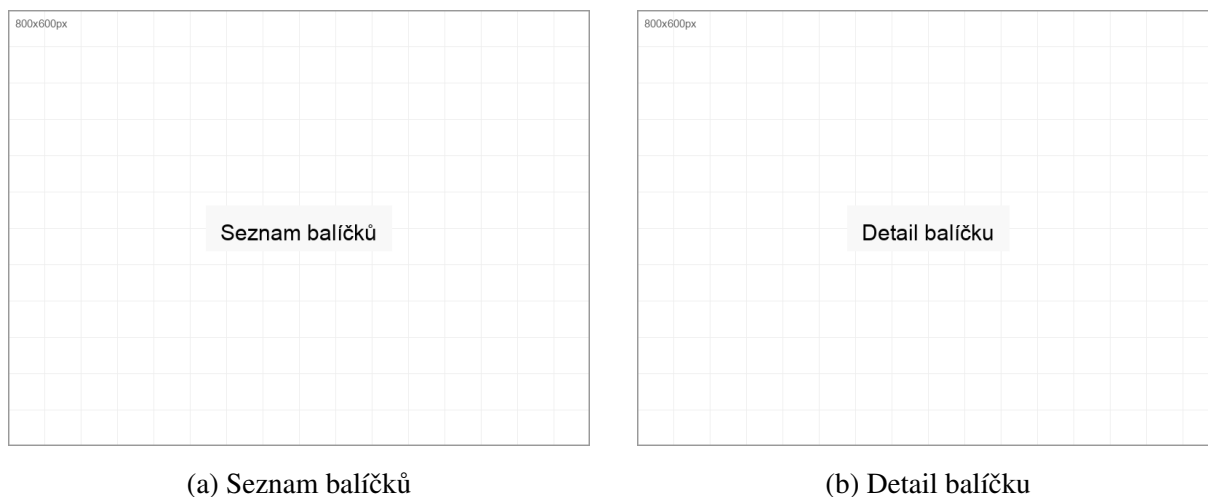 800x600px
Seznam balíčků
(a) Seznam balíčků
800x600px
Detail balíčku
(b) Detail balíčku